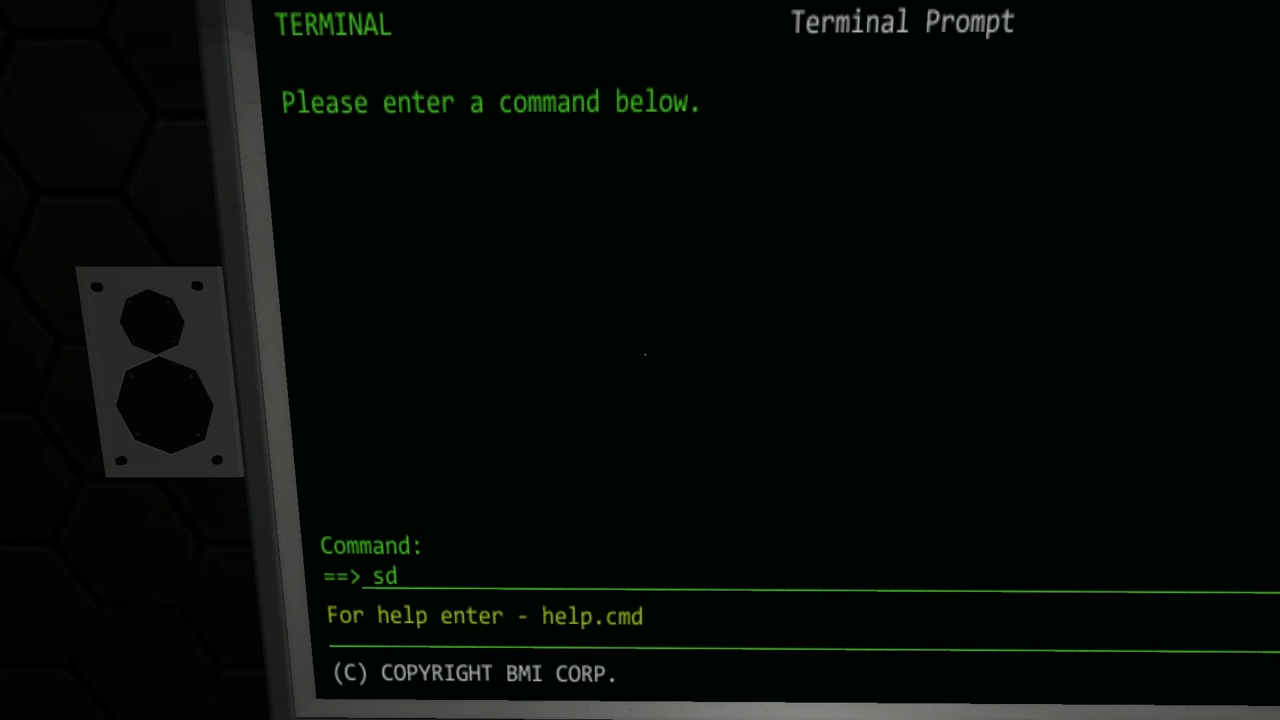 TERMINAL Terminal Prompt
Please enter a command below.
Command:
==> sd
For help enter - help.cmd
(C) COPYRIGHT BMI CORP.